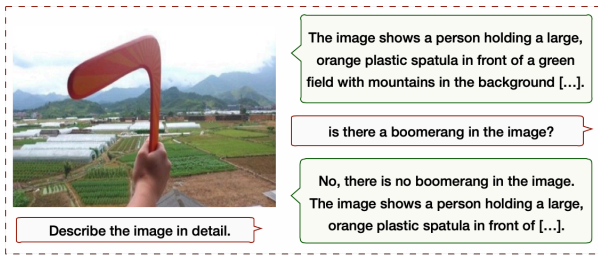 Describe the image in detail.
The image shows a person holding a large,
orange plastic spatula in front of a green
field with mountains in the background [...].
is there a boomerang in the image?
No, there is no boomerang in the image.
The image shows a person holding a large,
orange plastic spatula in front of [...].